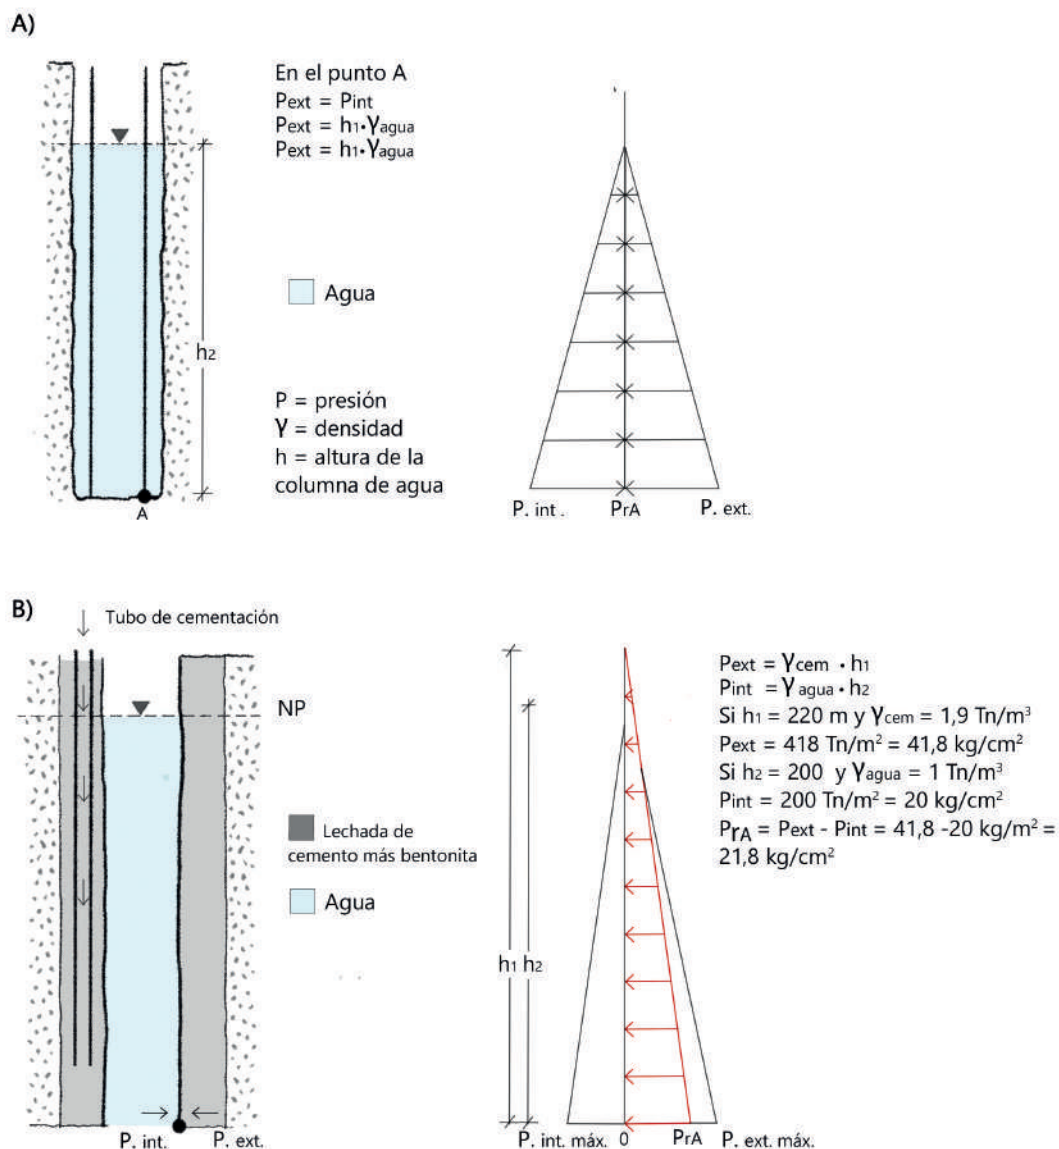 A)
En el punto A
Pext = Pint
Pext = h1·γagua
Pext = h1·γagua
Agua
h2
P = presión
γ = densidad
h = altura de la
columna de agua
A
P. int .
PrA
P. ext.
B)
Tubo de cementación
NP
Lechada de
cemento más bentonita
Agua
P. int.
P. ext.
h1
h2
P. int. máx.
0
PrA
P. ext. máx.
Pext = γcem · h1
Pint = γagua · h2
Si h1 = 220 m y γcem = 1,9 Tn/m³
Pext = 418 Tn/m² = 41,8 kg/cm²
Si h2 = 200 y γagua = 1 Tn/m³
Pint = 200 Tn/m² = 20 kg/cm²
PrA = Pext - Pint = 41,8 -20 kg/m² =
21,8 kg/cm²